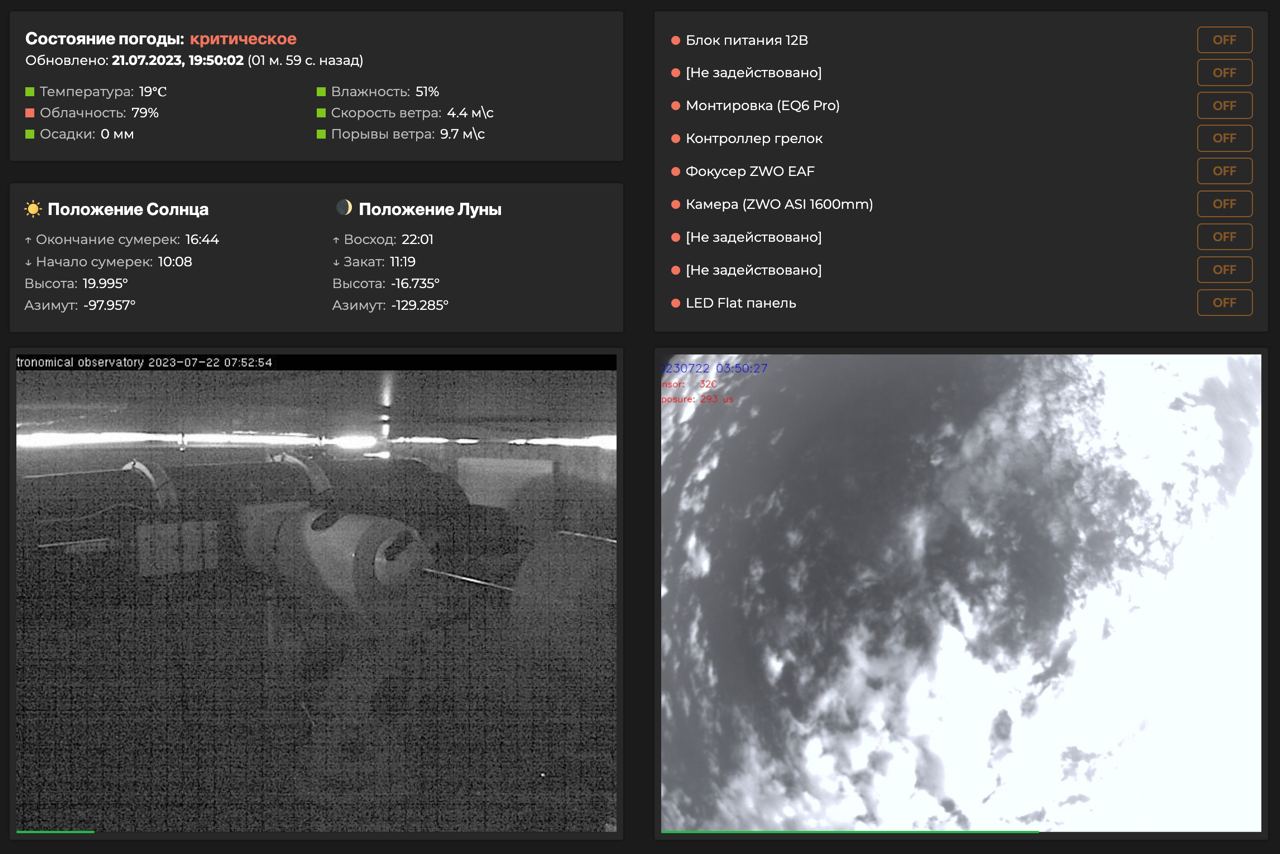 Состояние погоды: критическое
Обновлено: 21.07.2023, 19:50:02 (01 м. 59 с. назад)
Температура: 19°C
Влажность: 51%
Облачность: 79%
Скорость ветра: 4.4 м\с
Осадки: 0 мм
Порывы ветра: 9.7 м\с
Положение Солнца
↑ Окончание сумерек: 16:44
↓ Начало сумерек: 10:08
Высота: 19.995°
Азимут: -97.957°
Положение Луны
↑ Восход: 22:01
↓ Закат: 11:19
Высота: -16.735°
Азимут: -129.285°
Блок питания 12В OFF
[Не задействовано] OFF
Монтировка (EQ6 Pro) OFF
Контроллер грелок OFF
Фокусер ZWO EAF OFF
Камера (ZWO ASI 1600mm) OFF
[Не задействовано] OFF
[Не задействовано] OFF
LED Flat панель OFF
tronomical observatory 2023-07-22 07:52:54
230722 03:50:27
nsor: 32C
posure: 293 us